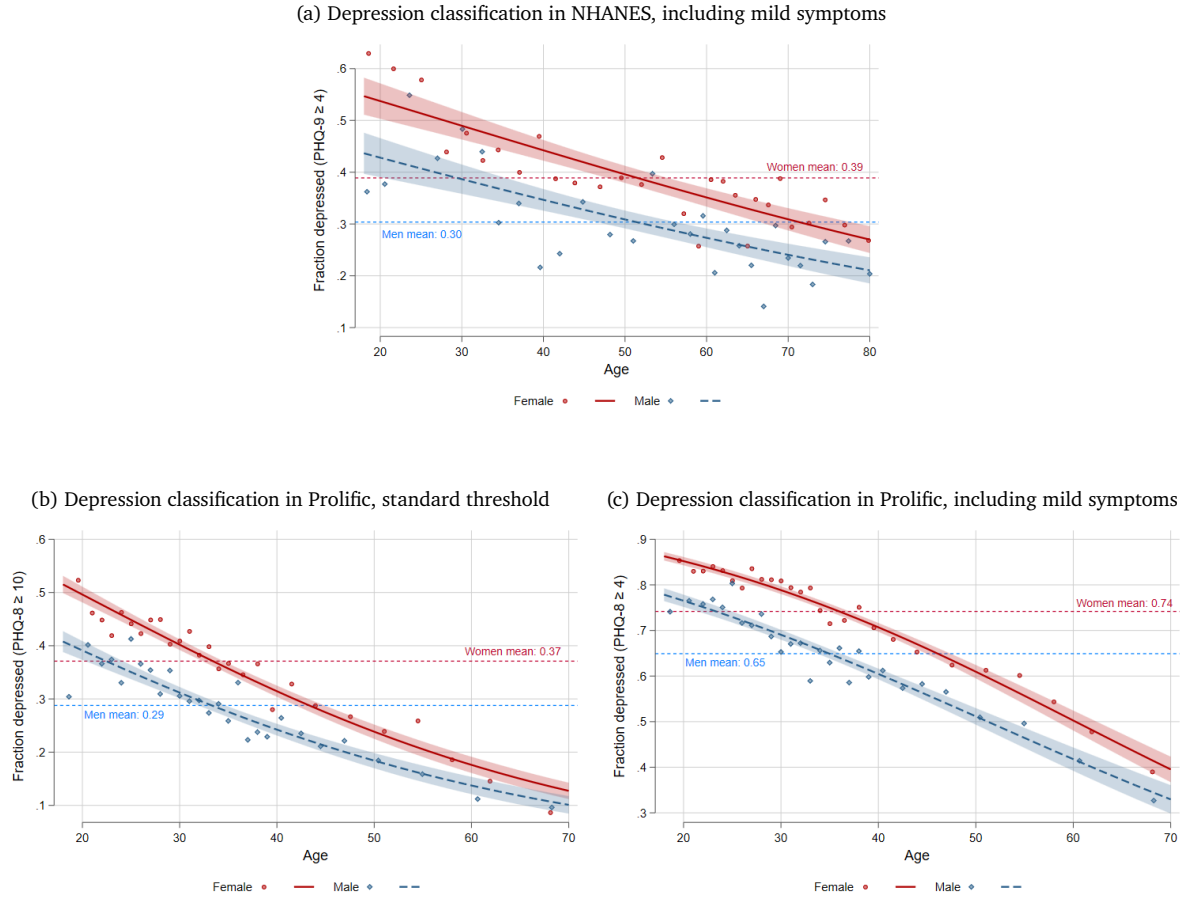 (a) Depression classification in NHANES, including mild symptoms
Fraction depressed (PHQ-9 ≥ 4)
.6
.5
.4
.3
.2
.1
Women mean: 0.39
Men mean: 0.30
20 30 40 50 60 70 80
Age
Female Male
(b) Depression classification in Prolific, standard threshold
Fraction depressed (PHQ-8 ≥ 10)
.6
.5
.4
.3
.2
.1
Women mean: 0.37
Men mean: 0.29
20 30 40 50 60 70
Age
Female Male
(c) Depression classification in Prolific, including mild symptoms
Fraction depressed (PHQ-8 ≥ 4)
.9
.8
.7
.6
.5
.4
.3
Women mean: 0.74
Men mean: 0.65
20 30 40 50 60 70
Age
Female Male